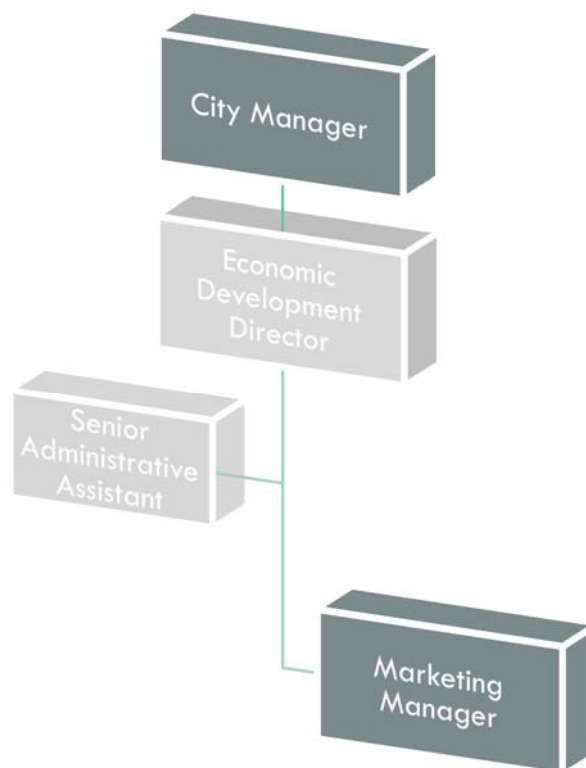 City Manager
Economic
Development
Director
Senior
Administrative
Assistant
Marketing
Manager